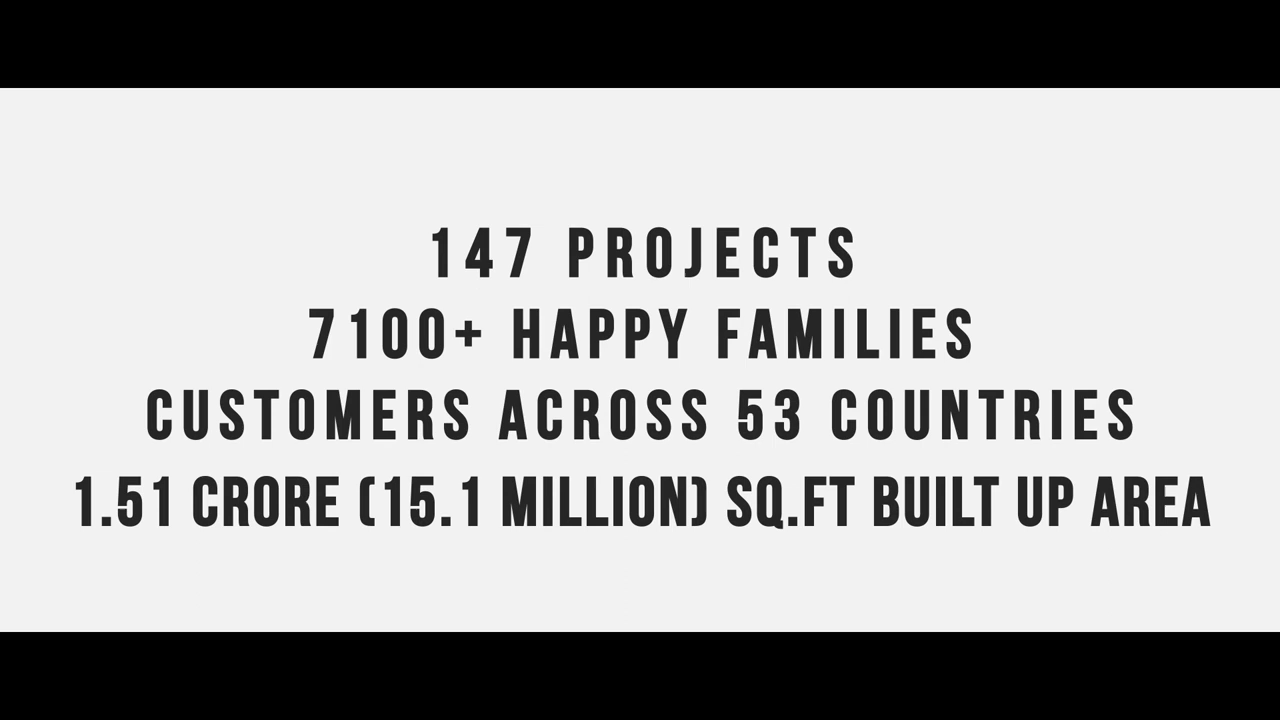 147 PROJECTS
7100+ HAPPY FAMILIES
CUSTOMERS ACROSS 53 COUNTRIES
1.51 CRORE (15.1 MILLION) SQ.FT BUILT UP AREA